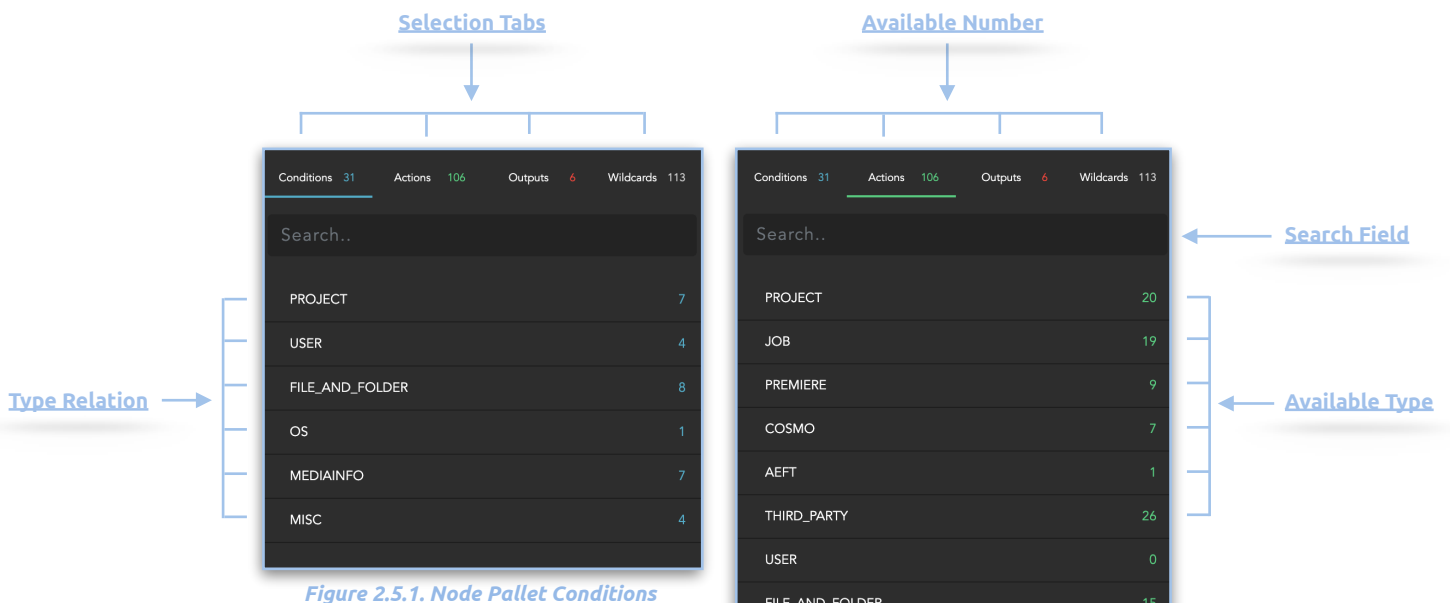 Selection Tabs
Available Number
Conditions 31 Actions 106 Outputs 6 Wildcards 113
Search..
PROJECT 7
USER 4
FILE_AND_FOLDER 8
OS 1
MEDIAINFO 7
MISC 4
Type Relation
Figure 2.5.1. Node Pallet Conditions
Conditions 31 Actions 106 Outputs 6 Wildcards 113
Search..
PROJECT 20
JOB 19
PREMIERE 9
COSMO 7
AEFT 1
THIRD_PARTY 26
USER 0
FILE_AND_FOLDER 15
Search Field
Available Type